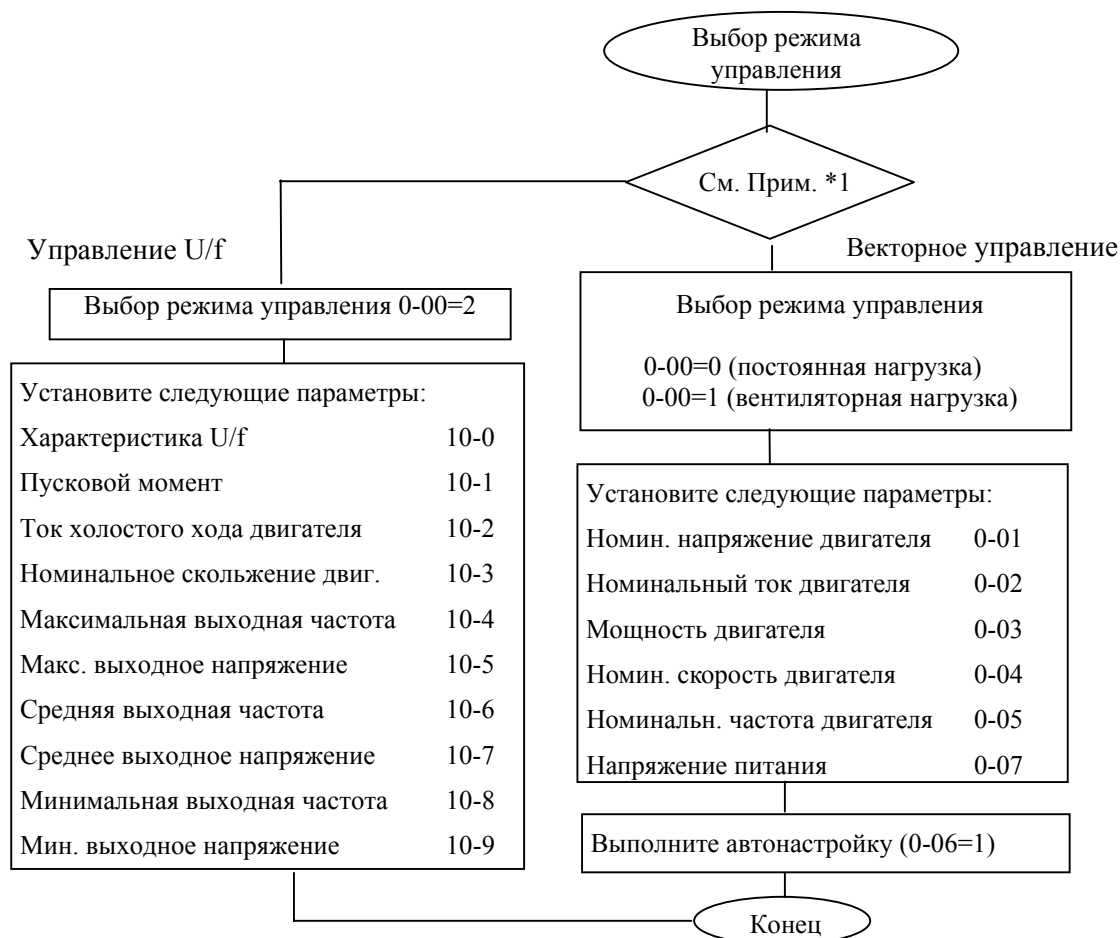 Выбор режима
управления
См. Прим. *1
Управление U/f
Векторное управление
Выбор режима управления 0-00=2
Установите следующие параметры:
Характеристика U/f 10-0
Пусковой момент 10-1
Ток холостого хода двигателя 10-2
Номинальное скольжение двиг. 10-3
Максимальная выходная частота 10-4
Макс. выходное напряжение 10-5
Средняя выходная частота 10-6
Среднее выходное напряжение 10-7
Минимальная выходная частота 10-8
Мин. выходное напряжение 10-9
Выбор режима управления
0-00=0 (постоянная нагрузка)
0-00=1 (вентиляторная нагрузка)
Установите следующие параметры:
Номин. напряжение двигателя 0-01
Номинальный ток двигателя 0-02
Мощность двигателя 0-03
Номин. скорость двигателя 0-04
Номинальн. частота двигателя 0-05
Напряжение питания 0-07
Выполните автонастройку (0-06=1)
Конец